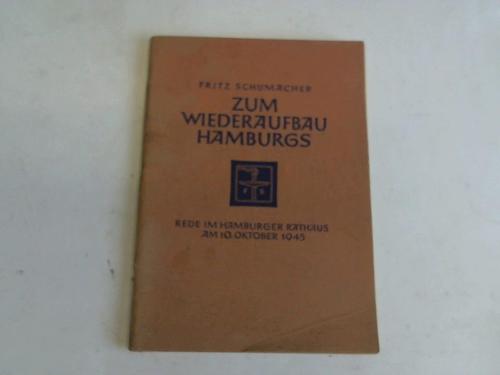 FRITZ SCHUMACHER
ZUM
WIEDERAUFBAU
HAMBURGS
F S
REDE IM HAMBURGER RATHAUS
AM 10. OKTOBER 1945